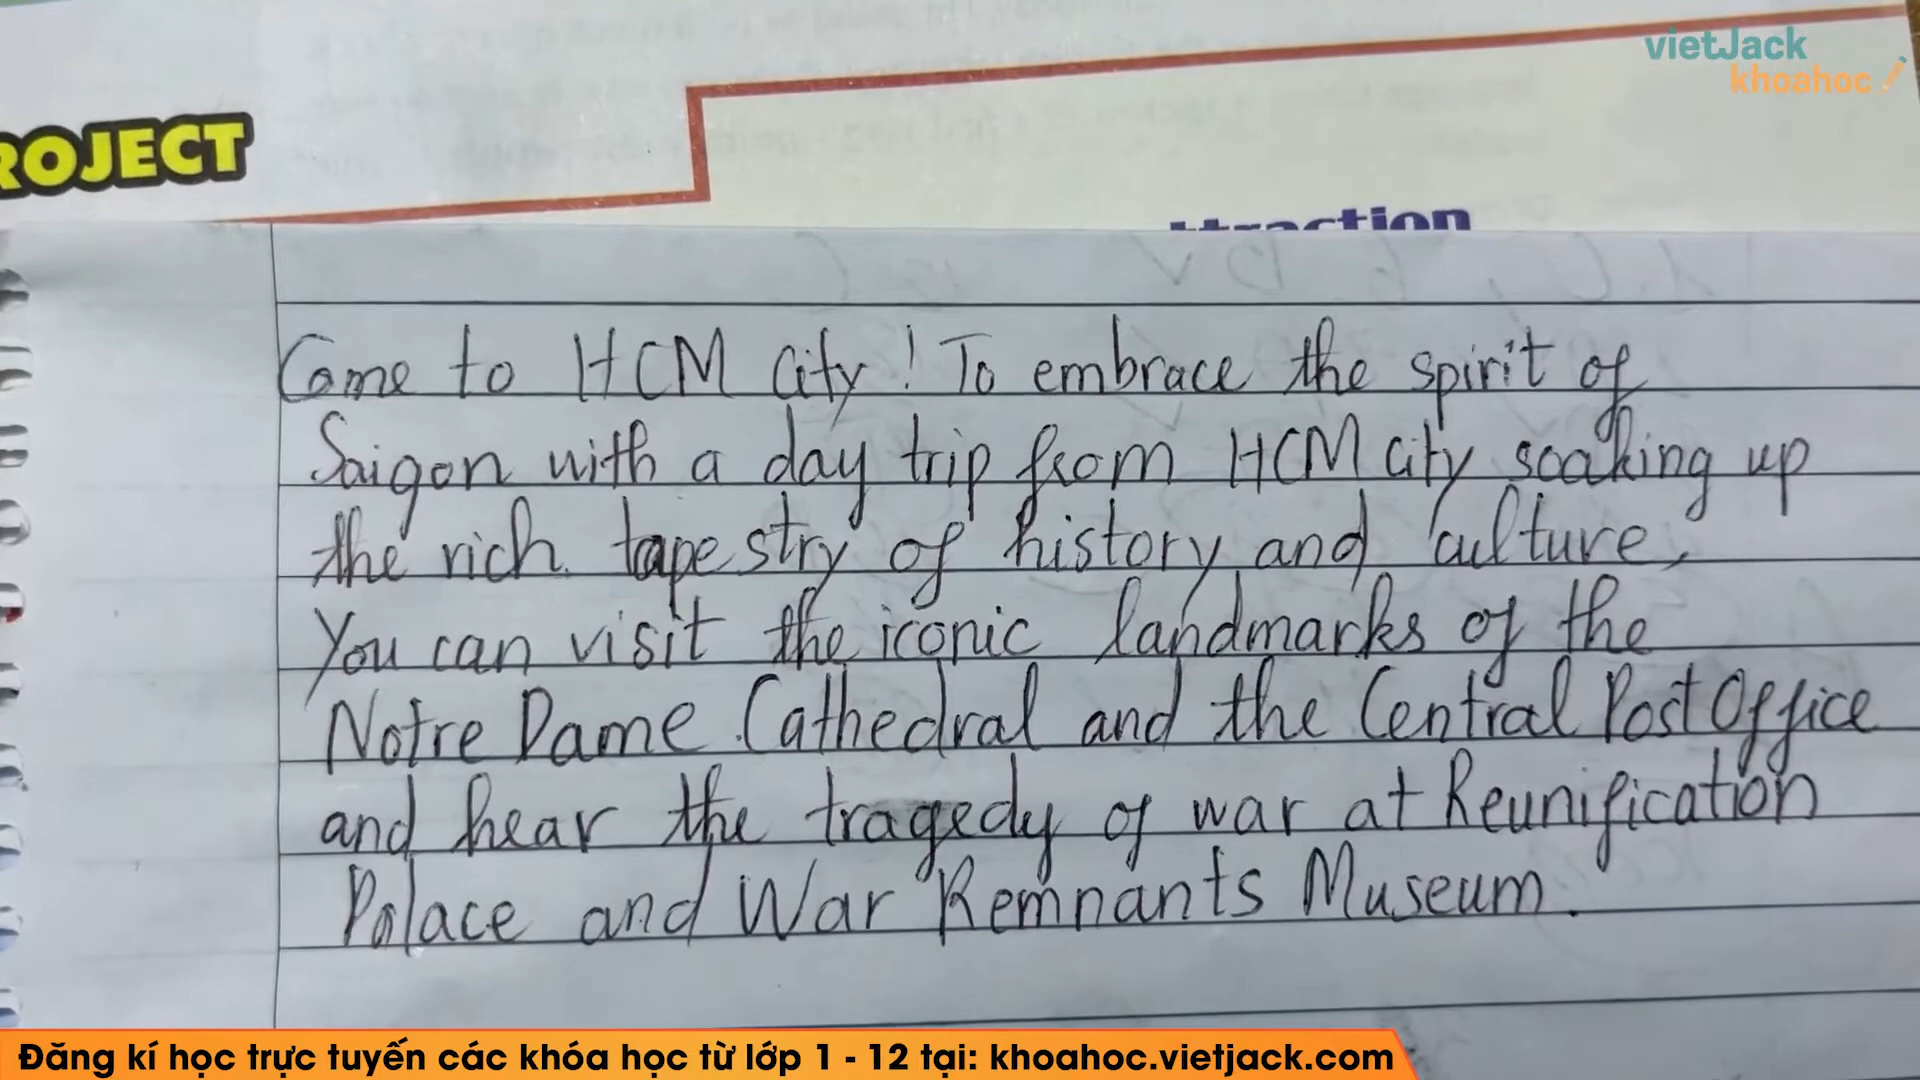 vietJack
khoahoc
ROJECT
ttraction
Come to HCM City! To embrace the spirit of
Saigon with a day trip from HCM city soaking up
the rich tapestry of history and culture,
You can visit the iconic landmarks of the
Notre Dame Cathedral and the Central Post Office
and hear the tragedy of war at Reunification
Palace and War Remnants Museum.
Đăng kí học trực tuyến các khóa học từ lớp 1 - 12 tại: khoahoc.vietjack.com